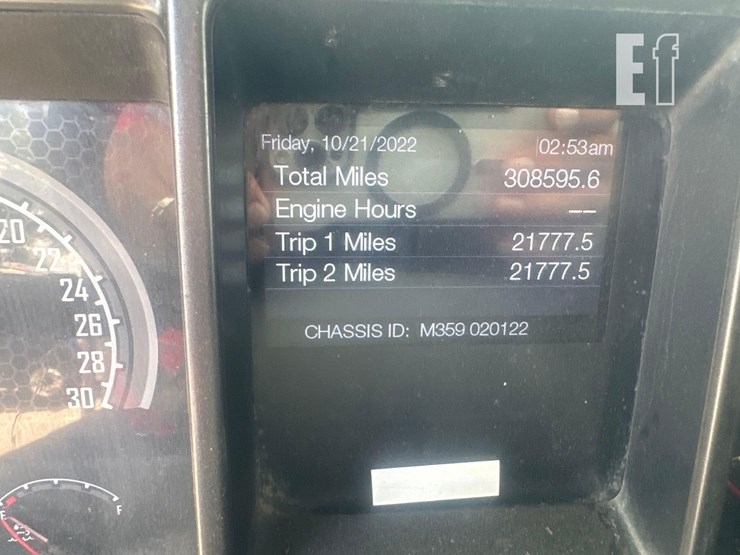 Ef
Friday, 10/21/2022 02:53am
Total Miles 308595.6
Engine Hours --
Trip 1 Miles 21777.5
Trip 2 Miles 21777.5
CHASSIS ID: M359 020122
20
22
24
26
28
30
E F